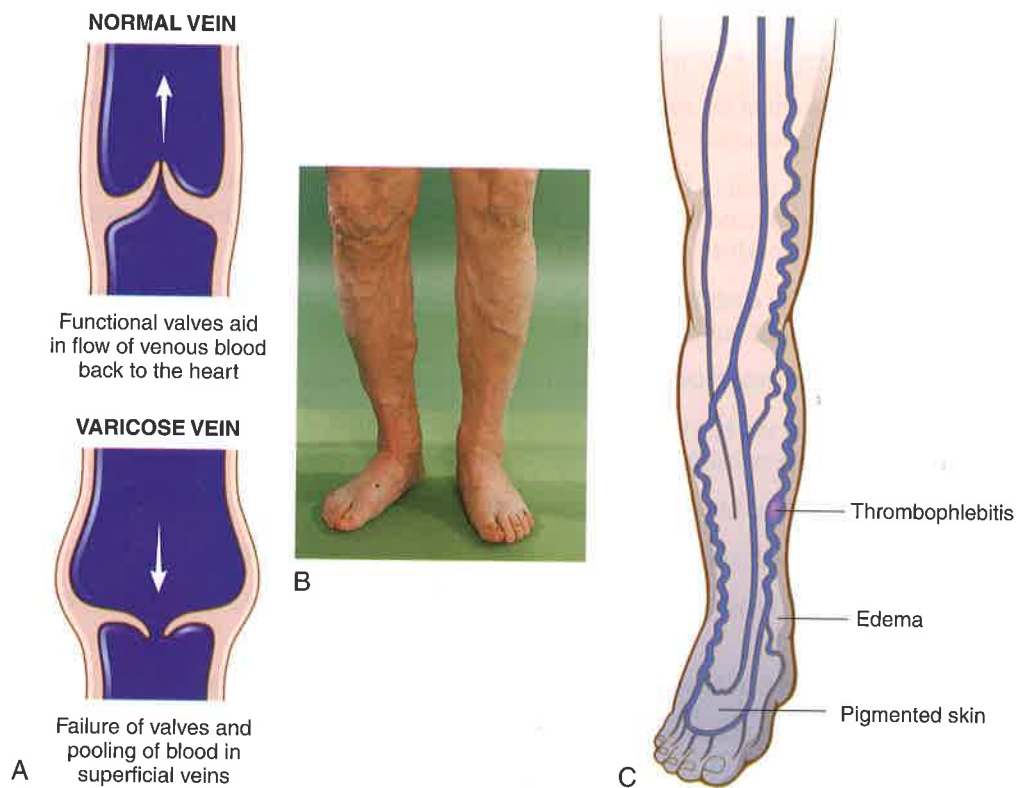 NORMAL VEIN
Functional valves aid
in flow of venous blood
back to the heart
VARICOSE VEIN
Failure of valves and
pooling of blood in
superficial veins
A
B
Thrombophlebitis
Edema
Pigmented skin
C